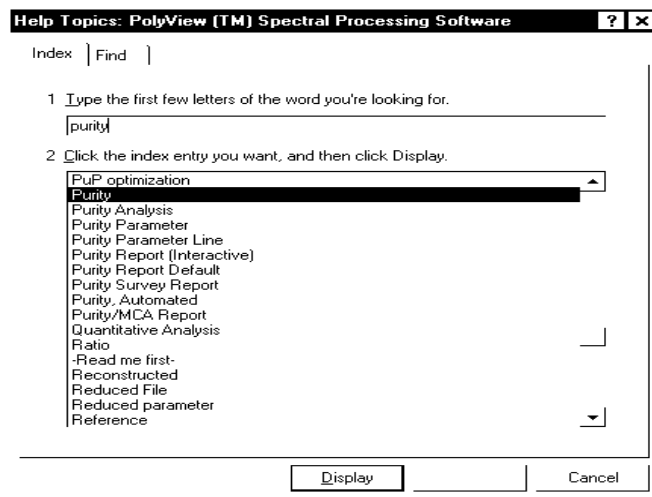 Help Topics: PolyView (TM) Spectral Processing Software ? ×
Index Find
1 Type the first few letters of the word you're looking for.
purity
2 Click the index entry you want, and then click Display.
PuP optimization
Purity
Purity Analysis
Purity Parameter
Purity Parameter Line
Purity Report (Interactive)
Purity Report Default
Purity Survey Report
Purity, Automated
Purity/MCA Report
Quantitative Analysis
Ratio
-Read me first-
Reconstructed
Reduced File
Reduced parameter
Reference
Display Cancel